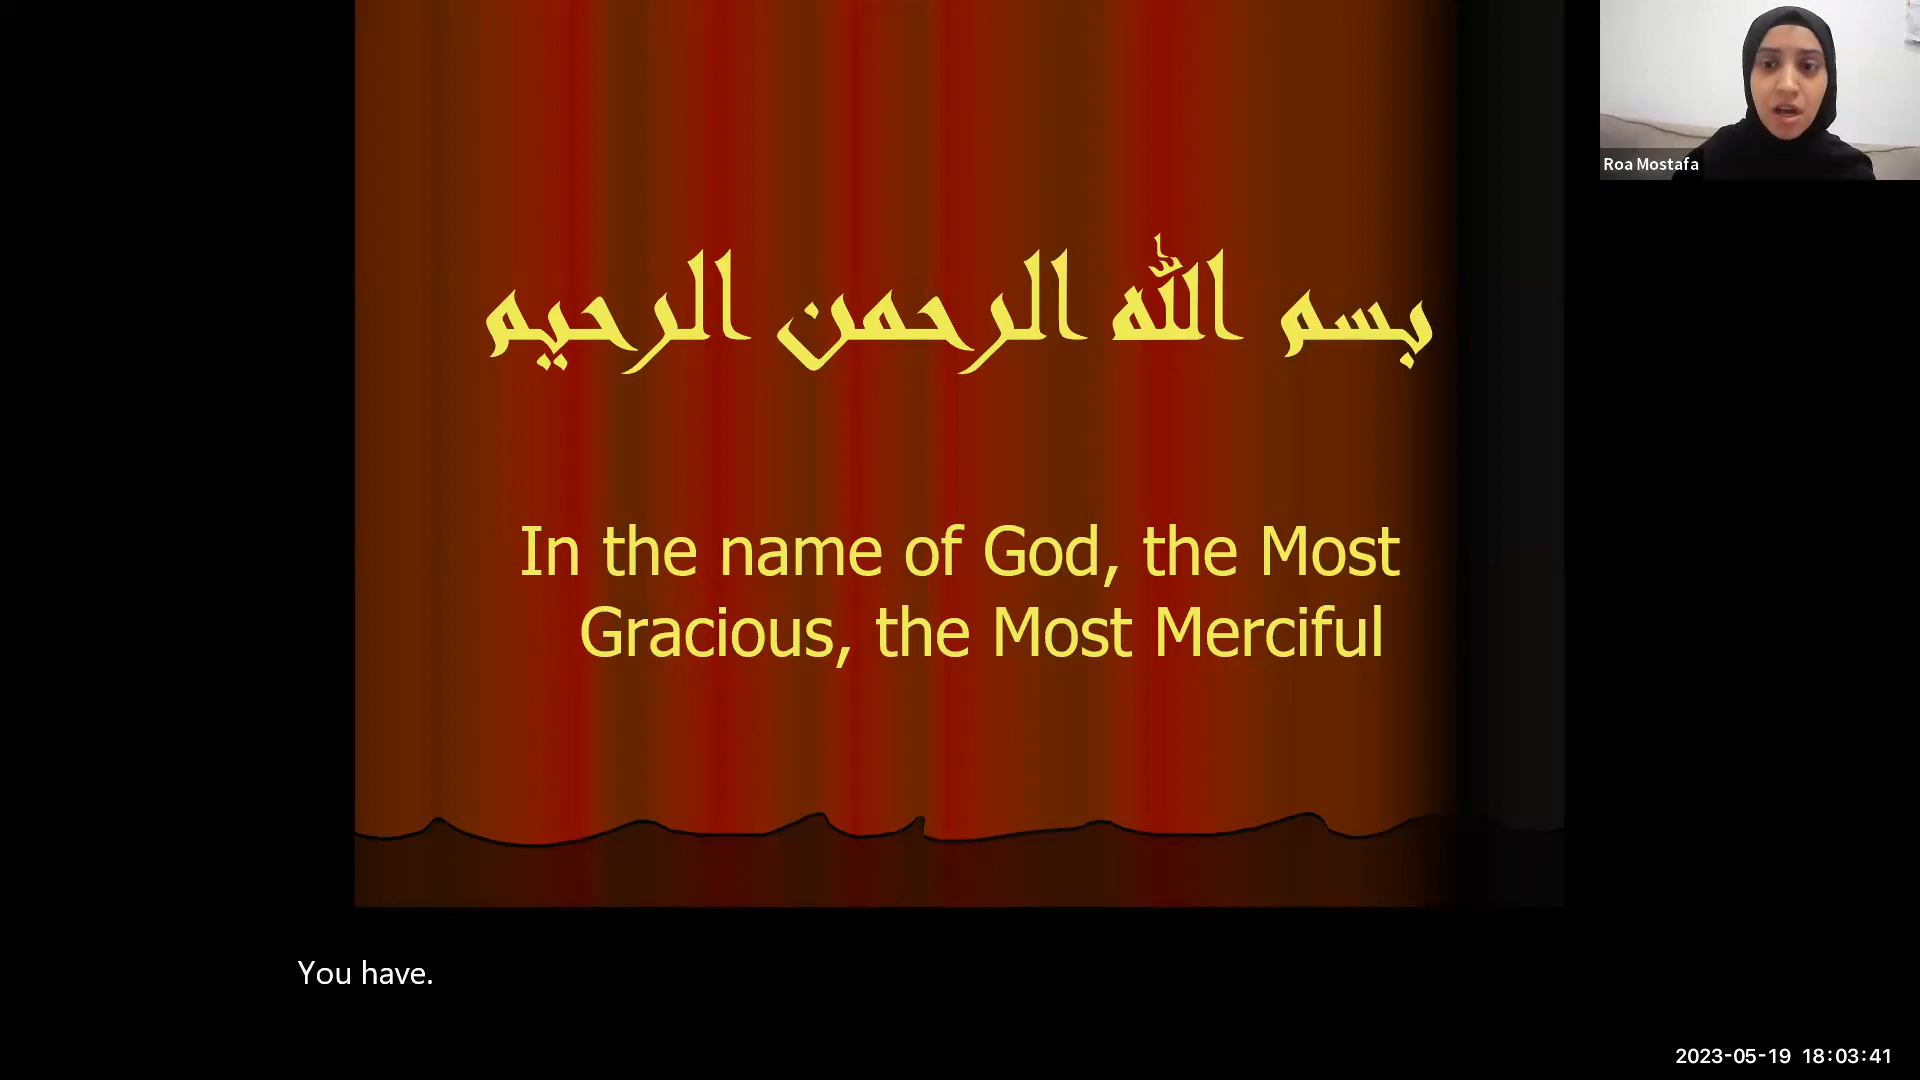 بسم الله الرحمن الرحيم
In the name of God, the Most
Gracious, the Most Merciful
Roa Mostafa
You have.
2023-05-19 18:03:41